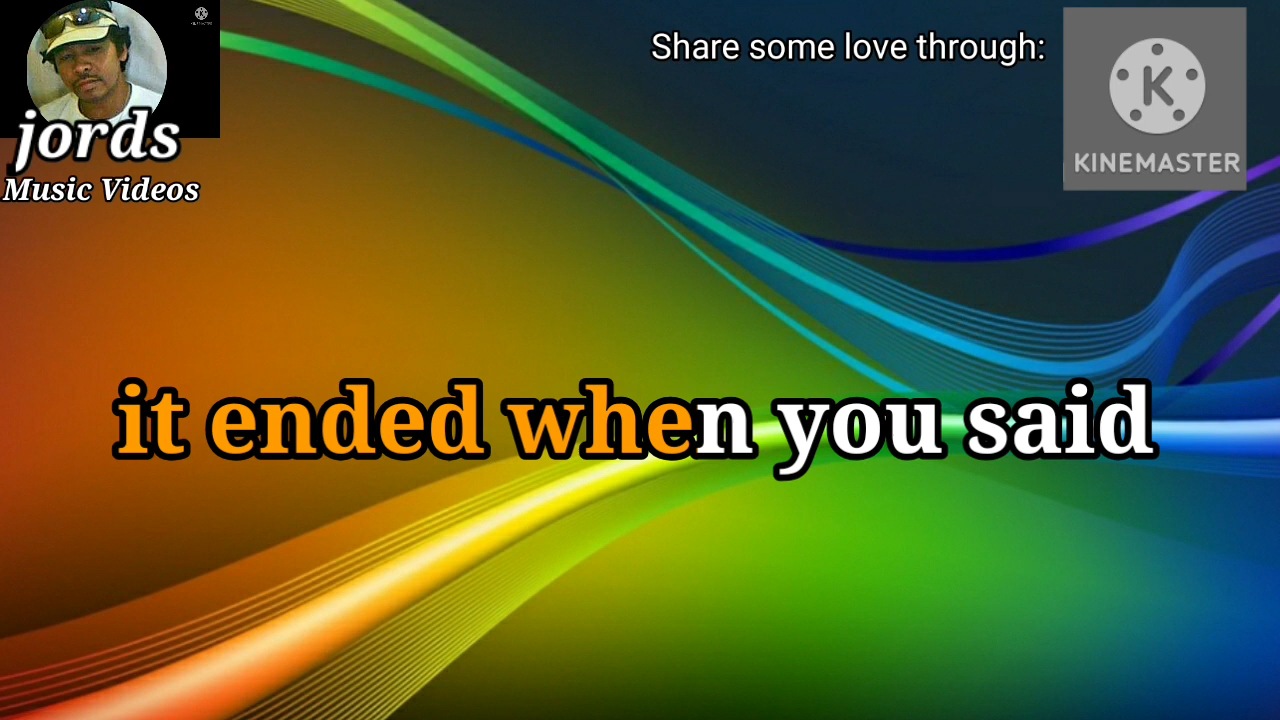 Share some love through:
KINEMASTER
jords
Music Videos
it ended when you said